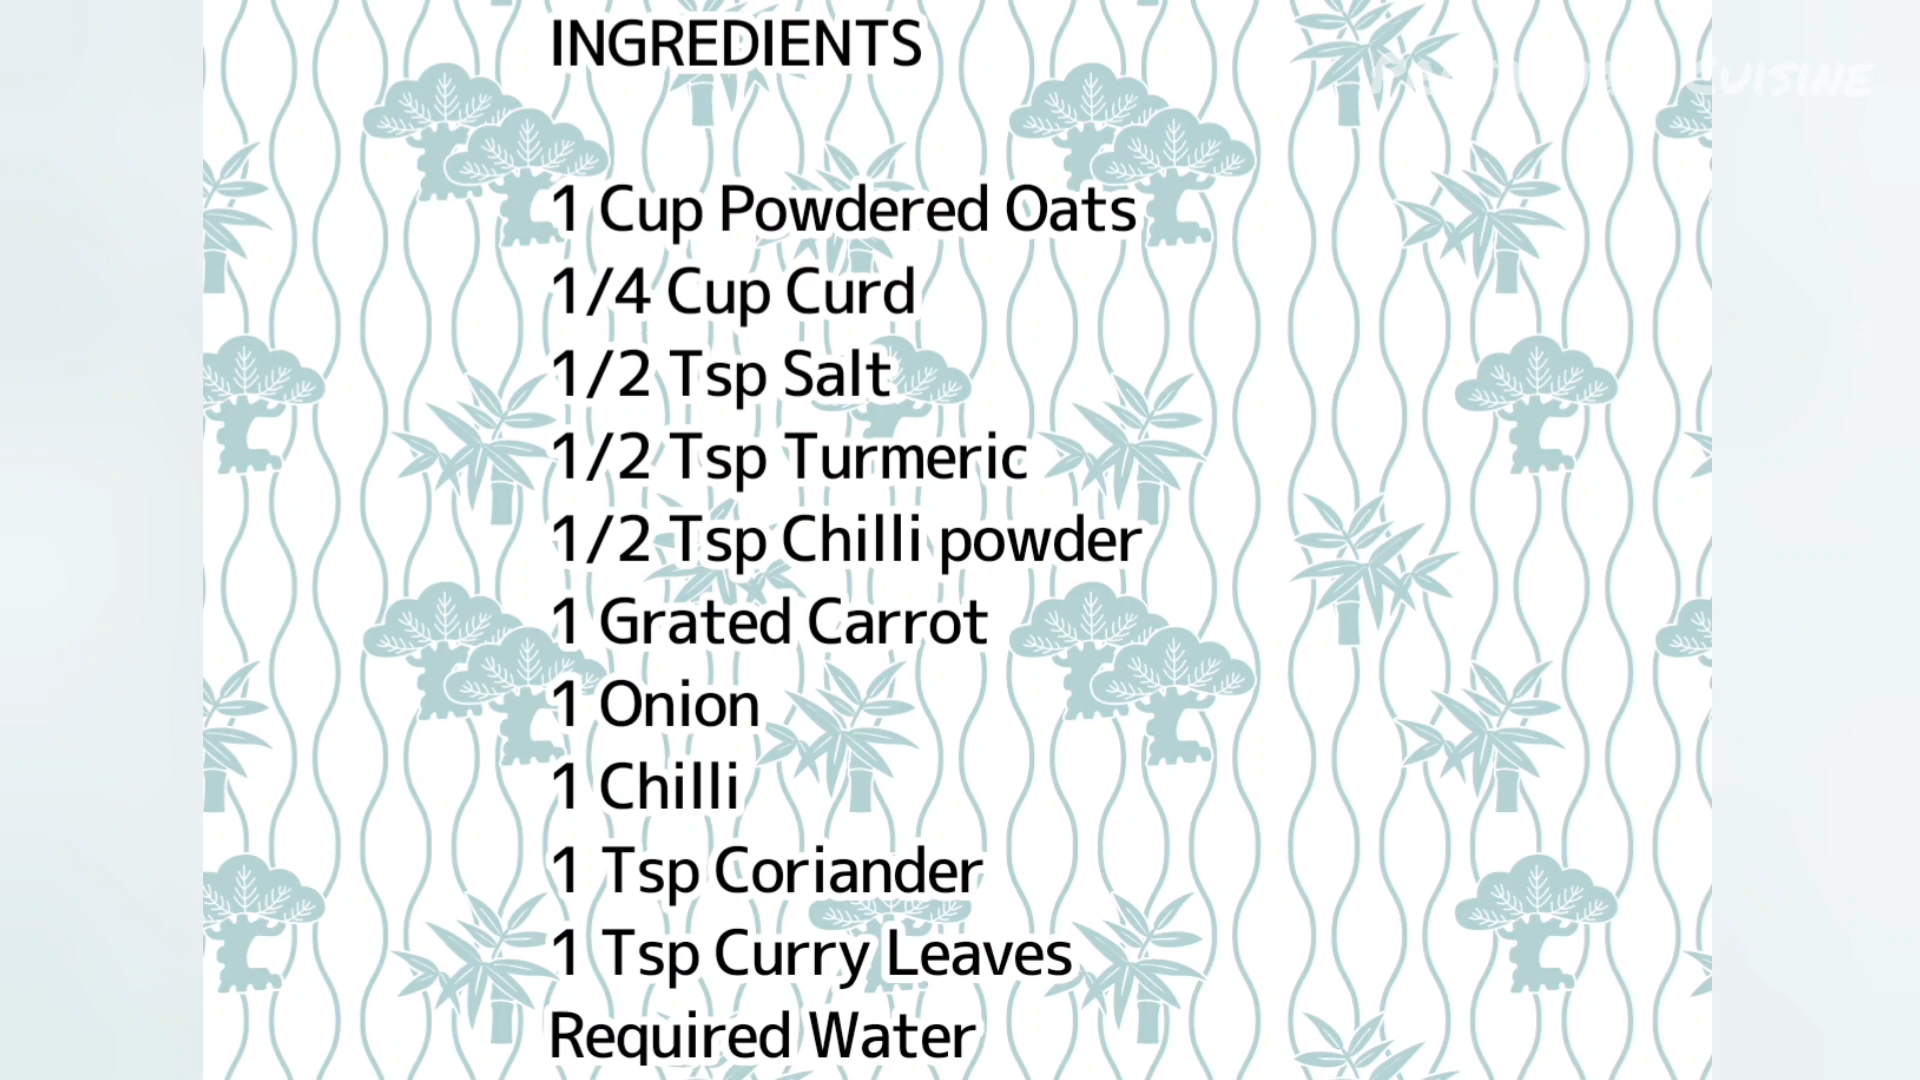 INGREDIENTS
Cuisine
1 Cup Powdered Oats
1/4 Cup Curd
1/2 Tsp Salt
1/2 Tsp Turmeric
1/2 Tsp Chilli powder
1 Grated Carrot
1 Onion
1 Chilli
1 Tsp Coriander
1 Tsp Curry Leaves
Required Water